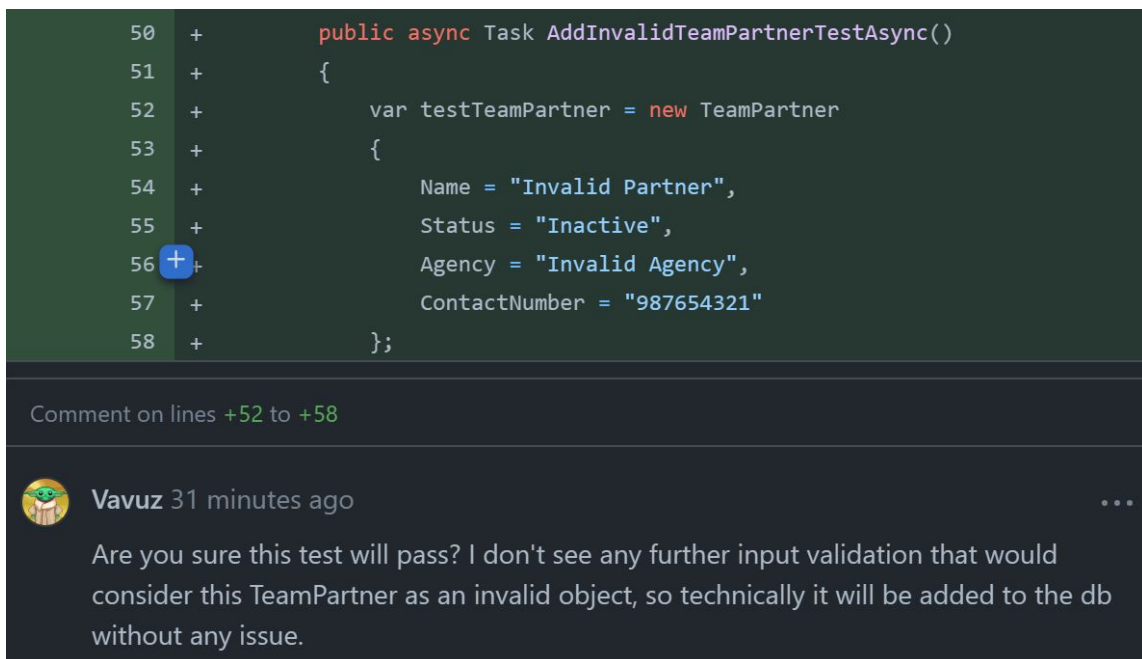 50 + public async Task AddInvalidTeamPartnerTestAsync()
51 + {
52 + var testTeamPartner = new TeamPartner
53 + {
54 + Name = "Invalid Partner",
55 + Status = "Inactive",
56 + Agency = "Invalid Agency",
57 + ContactNumber = "987654321"
58 + };
Comment on lines +52 to +58
Vavuz 31 minutes ago
Are you sure this test will pass? I don't see any further input validation that would
consider this TeamPartner as an invalid object, so technically it will be added to the db
without any issue.